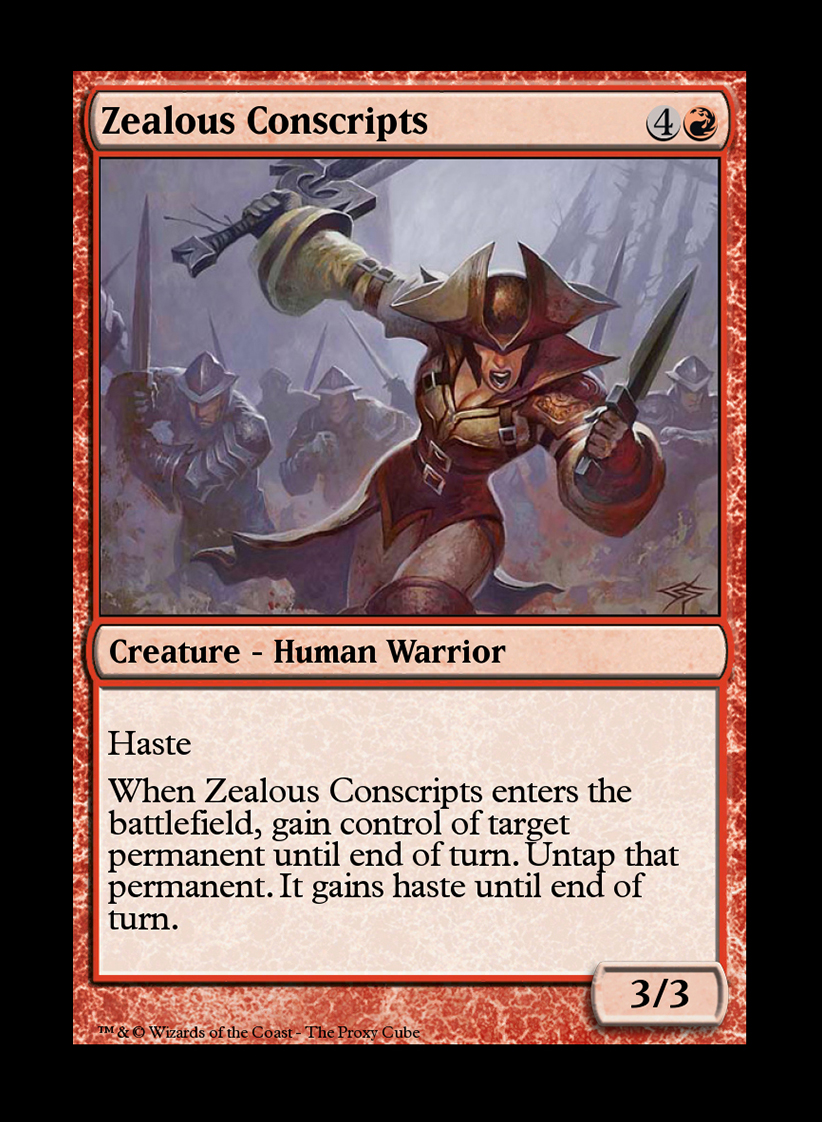 Zealous Conscripts 4
Creature - Human Warrior
Haste
When Zealous Conscripts enters the
battlefield, gain control of target
permanent until end of turn. Untap that
permanent. It gains haste until end of
turn.
3/3
™ & © Wizards of the Coast - The Proxy Cube